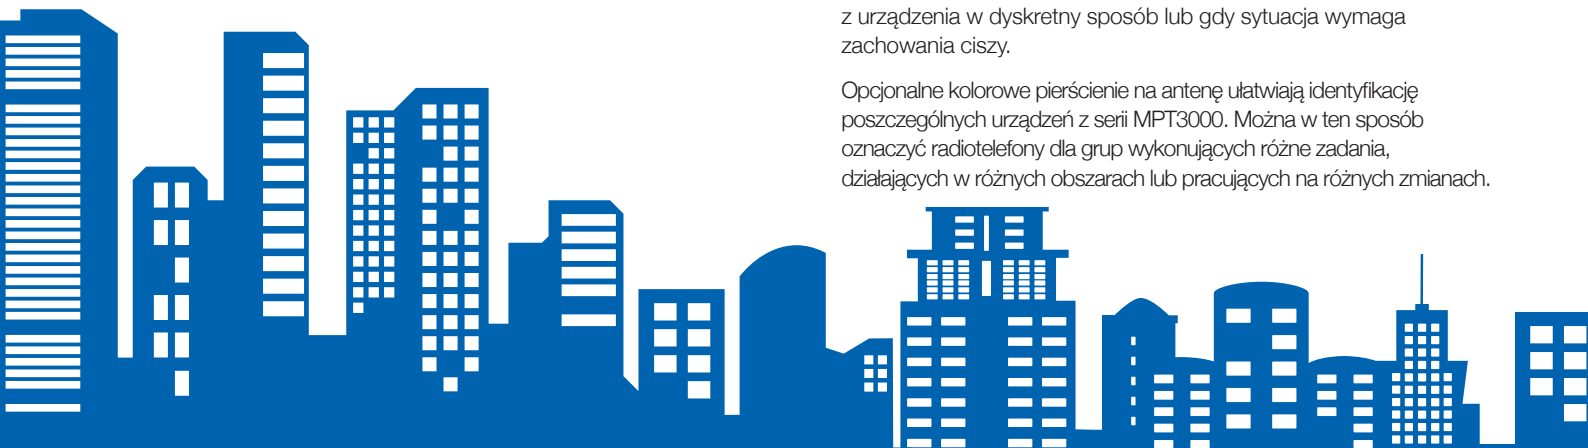 z urządzenia w dyskretny sposób lub gdy sytuacja wymaga
zachowania ciszy.
Opcjonalne kolorowe pierścienie na antenę ułatwiają identyfikację
poszczególnych urządzeń z serii MPT3000. Można w ten sposób
oznaczyć radiotelefony dla grup wykonujących różne zadania,
działających w różnych obszarach lub pracujących na różnych zmianach.